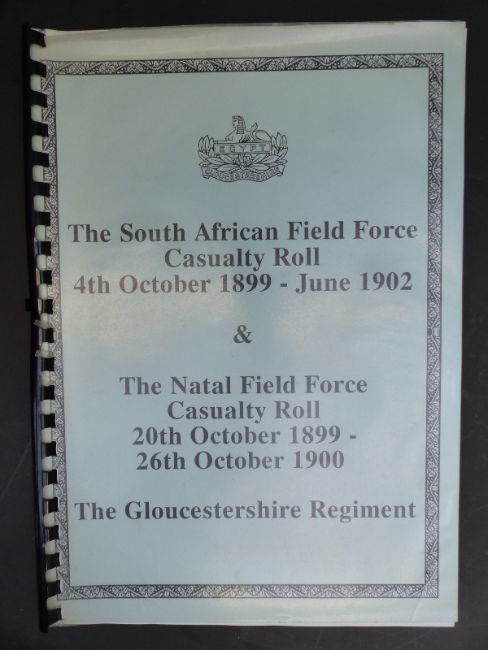 EGYPT
GLOUCESTERSHIRE
The South African Field Force
Casualty Roll
4th October 1899 - June 1902
&
The Natal Field Force
Casualty Roll
20th October 1899 -
26th October 1900
The Gloucestershire Regiment